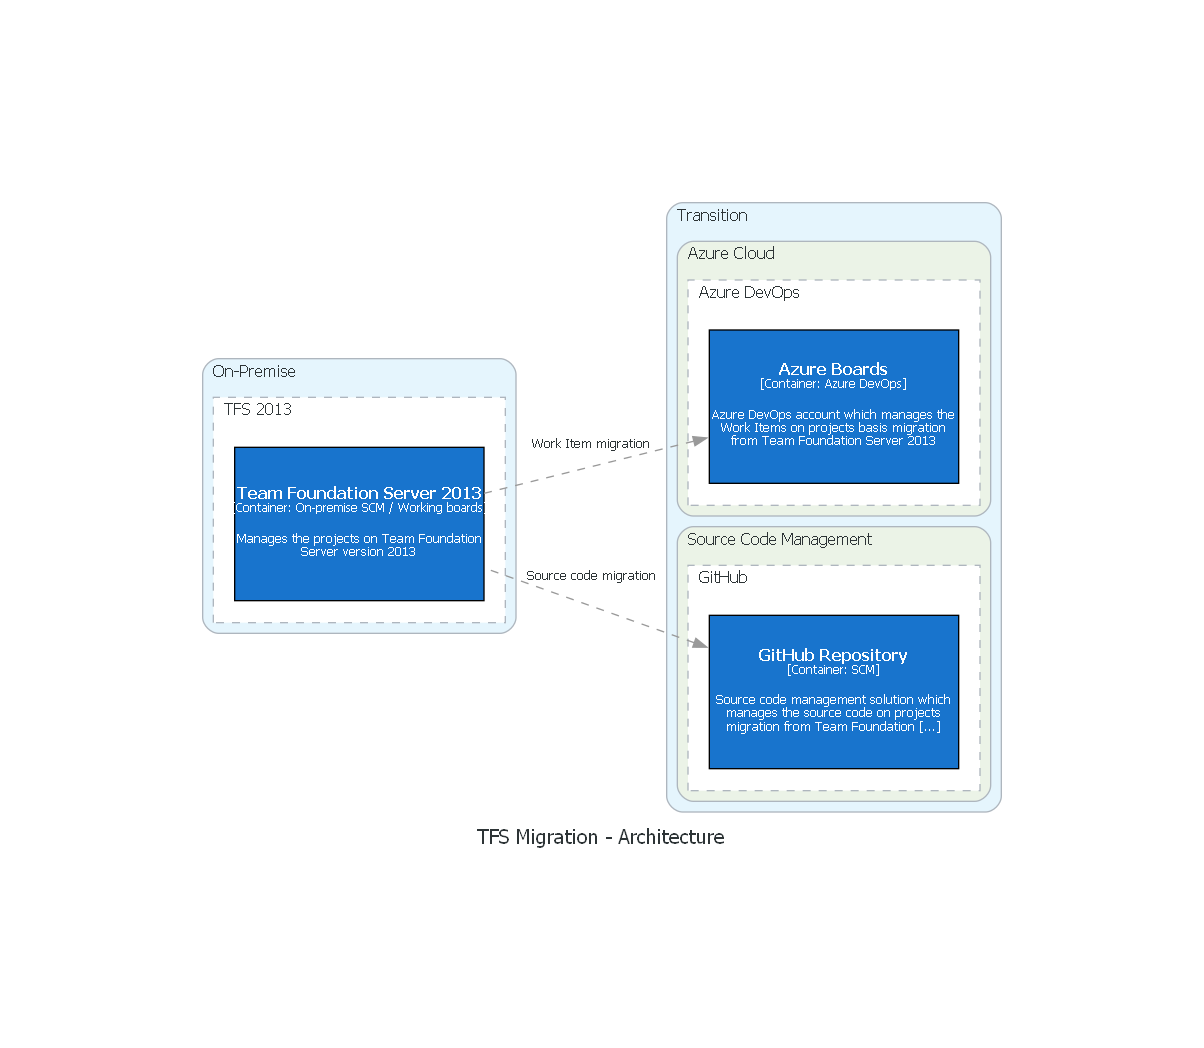 Transition
Azure Cloud
Azure DevOps
Azure Boards
[Container: Azure DevOps]
Azure DevOps account which manages the
Work Items on projects basis migration
from Team Foundation Server 2013
On-Premise
TFS 2013
Team Foundation Server 2013
[Container: On-premise SCM / Working boards]
Manages the projects on Team Foundation
Server version 2013
Work Item migration
Source code migration
Source Code Management
GitHub
GitHub Repository
[Container: SCM]
Source code management solution which
manages the source code on projects
migration from Team Foundation [...]
TFS Migration - Architecture